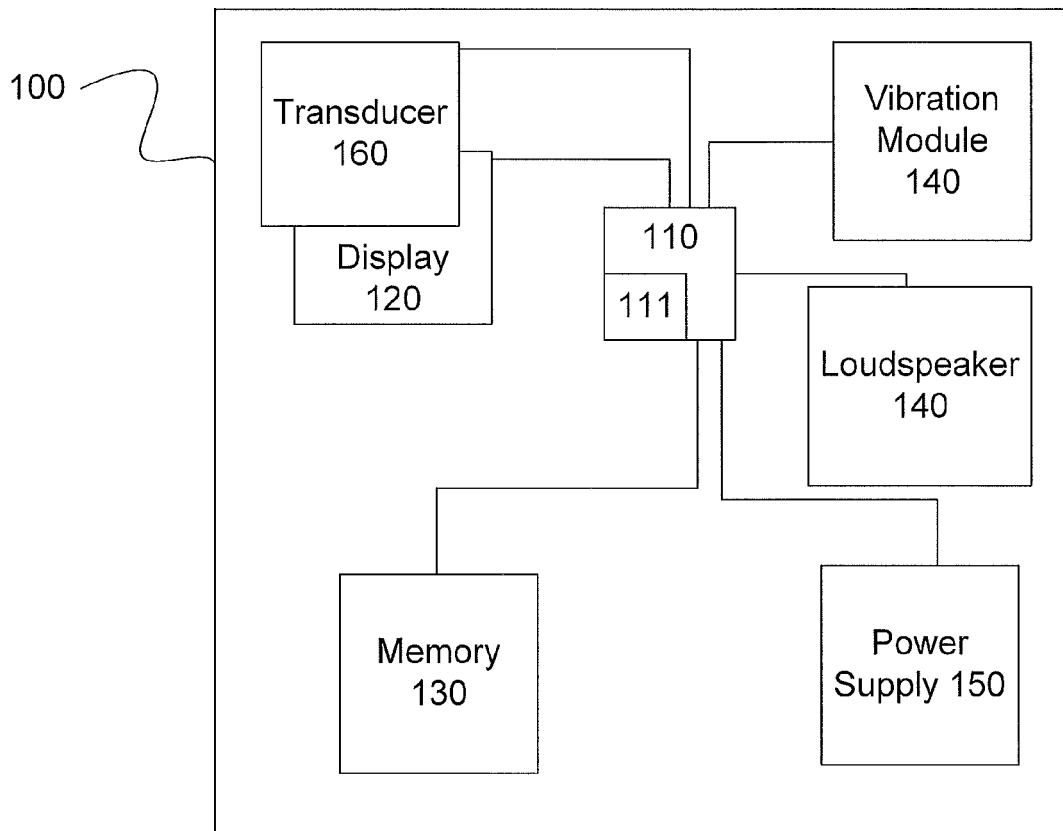 100
Transducer
160
Display
120
Vibration
Module
140
110
111
Loudspeaker
140
Memory
130
Power
Supply 150